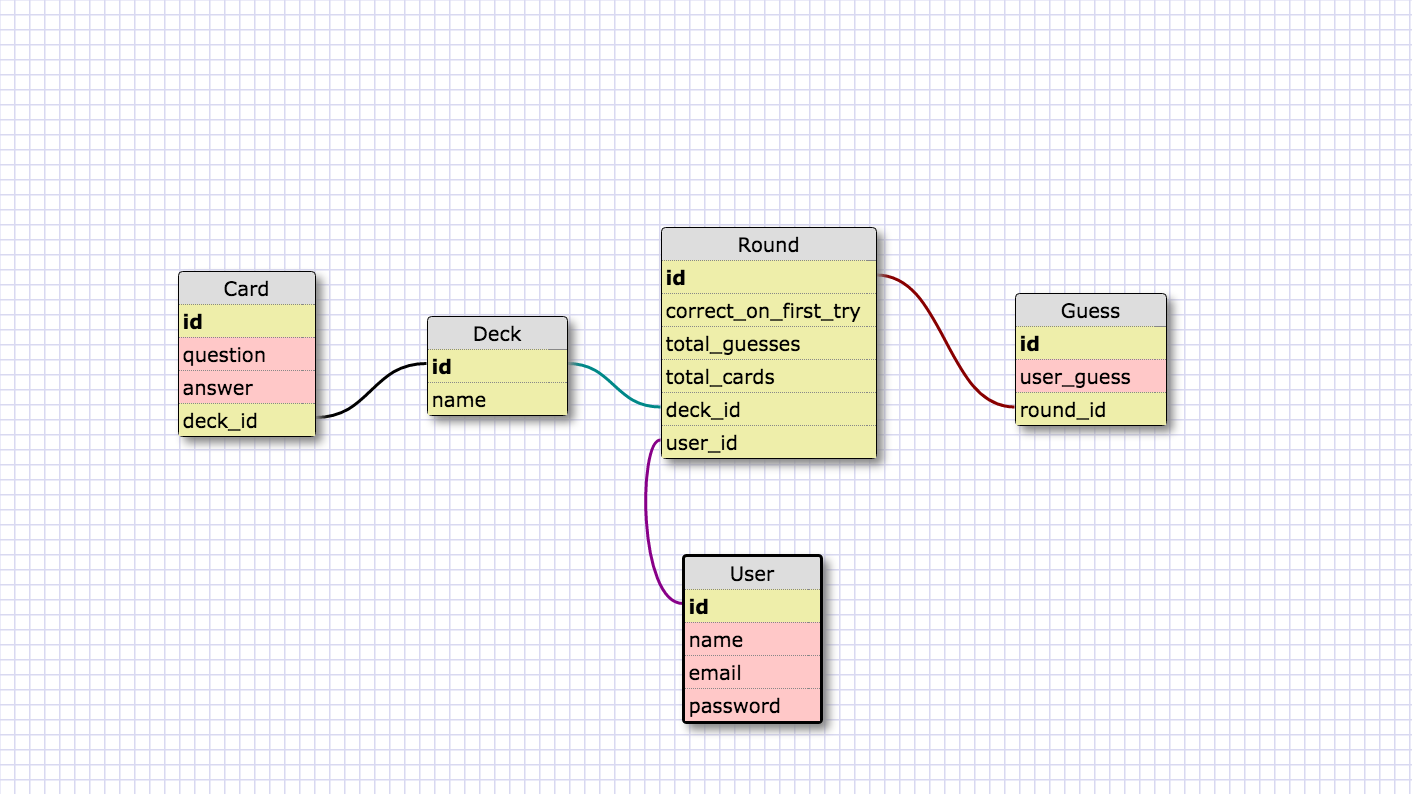 Card
id
question
answer
deck_id
Deck
id
name
Round
id
correct_on_first_try
total_guesses
total_cards
deck_id
user_id
Guess
id
user_guess
round_id
User
id
name
email
password